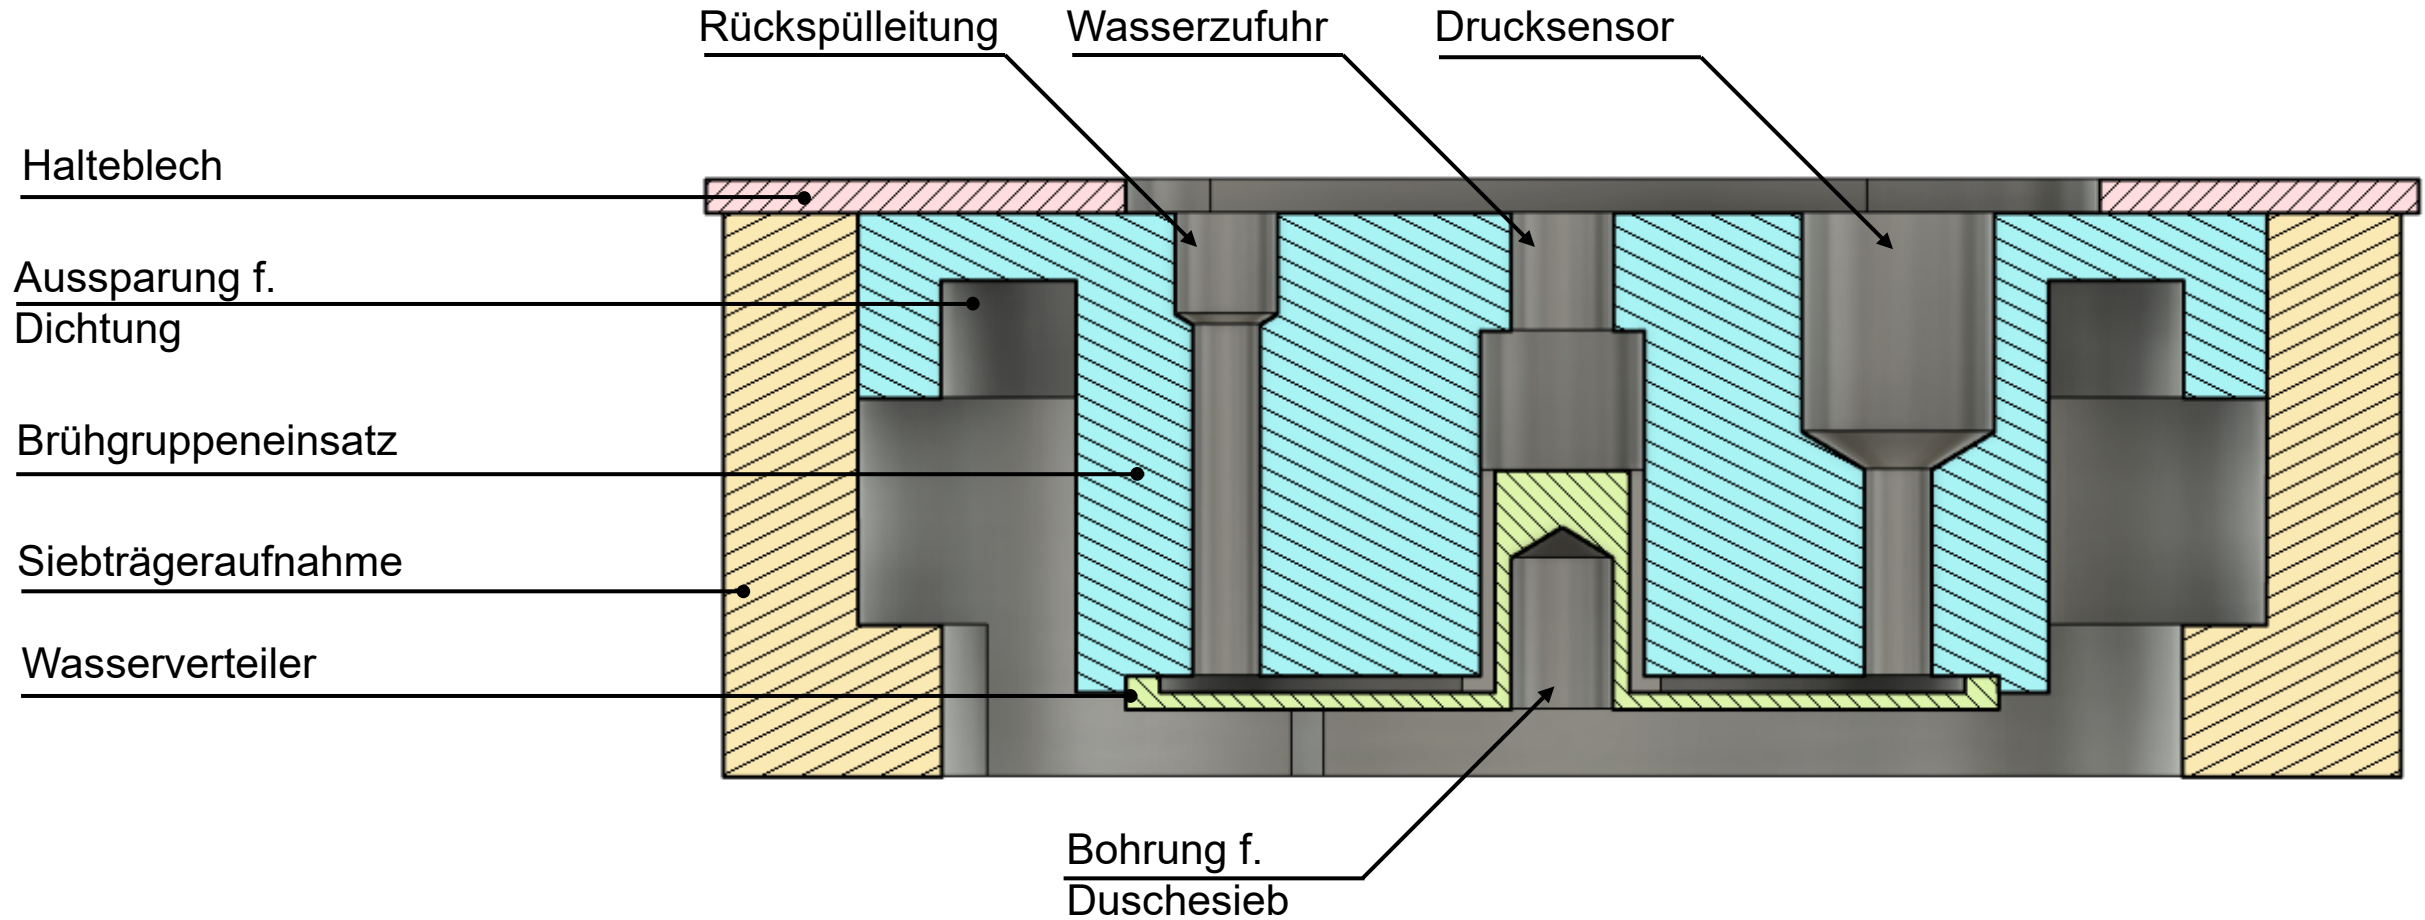 Rückspülleitung
Wasserzufuhr
Drucksensor
Halteblech
Aussparung f.
Dichtung
Brühgruppeneinsatz
Siebträgeraufnahme
Wasserverteiler
Bohrung f.
Duschesieb